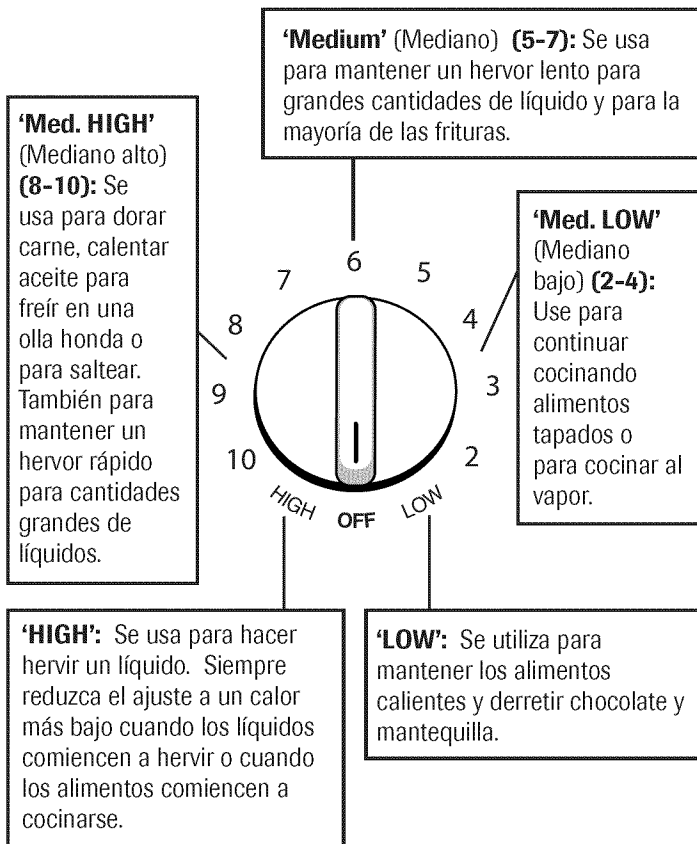 'Medium' (Mediano) (5-7): Se usa
para mantener un hervor lento para
grandes cantidades de líquido y para la
mayoría de las frituras.
'Med. HIGH'
(Mediano alto)
(8-10): Se
usa para dorar
carne, calentar
aceite para
freír en una
olla honda o
para saltear.
También para
mantener un
hervor rápido
para cantidades
grandes de
líquidos.
'Med. LOW'
(Mediano
bajo) (2-4):
Use para
continuar
cocinando
alimentos
tapados o
para cocinar al
vapor.
6
7
5
8
4
9
3
10
2
HIGH
OFF
LOW
'HIGH': Se usa para hacer
hervir un líquido. Siempre
reduzca el ajuste a un calor
más bajo cuando los líquidos
comiencen a hervir o cuando
los alimentos comiencen a
cocinarse.
'LOW': Se utiliza para
mantener los alimentos
calientes y derretir chocolate y
mantequilla.